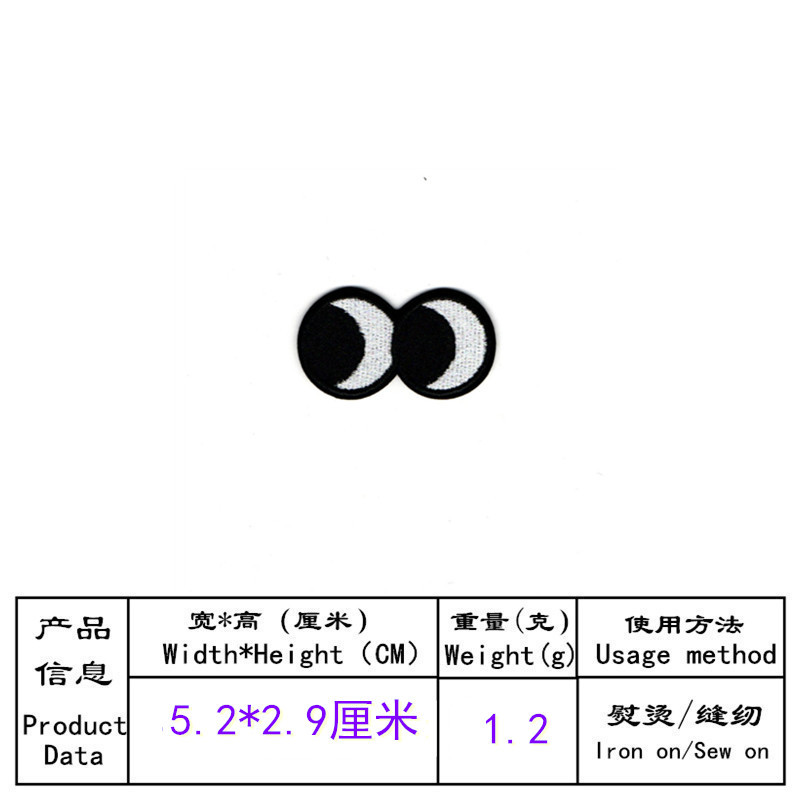 产品
信息
Product
Data
宽*高 (厘米)
Width*Height (CM)
5.2*2.9厘米
重量(克)
Weight(g)
1.2
使用方法
Usage method
熨烫/缝纫
Iron on/Sew on